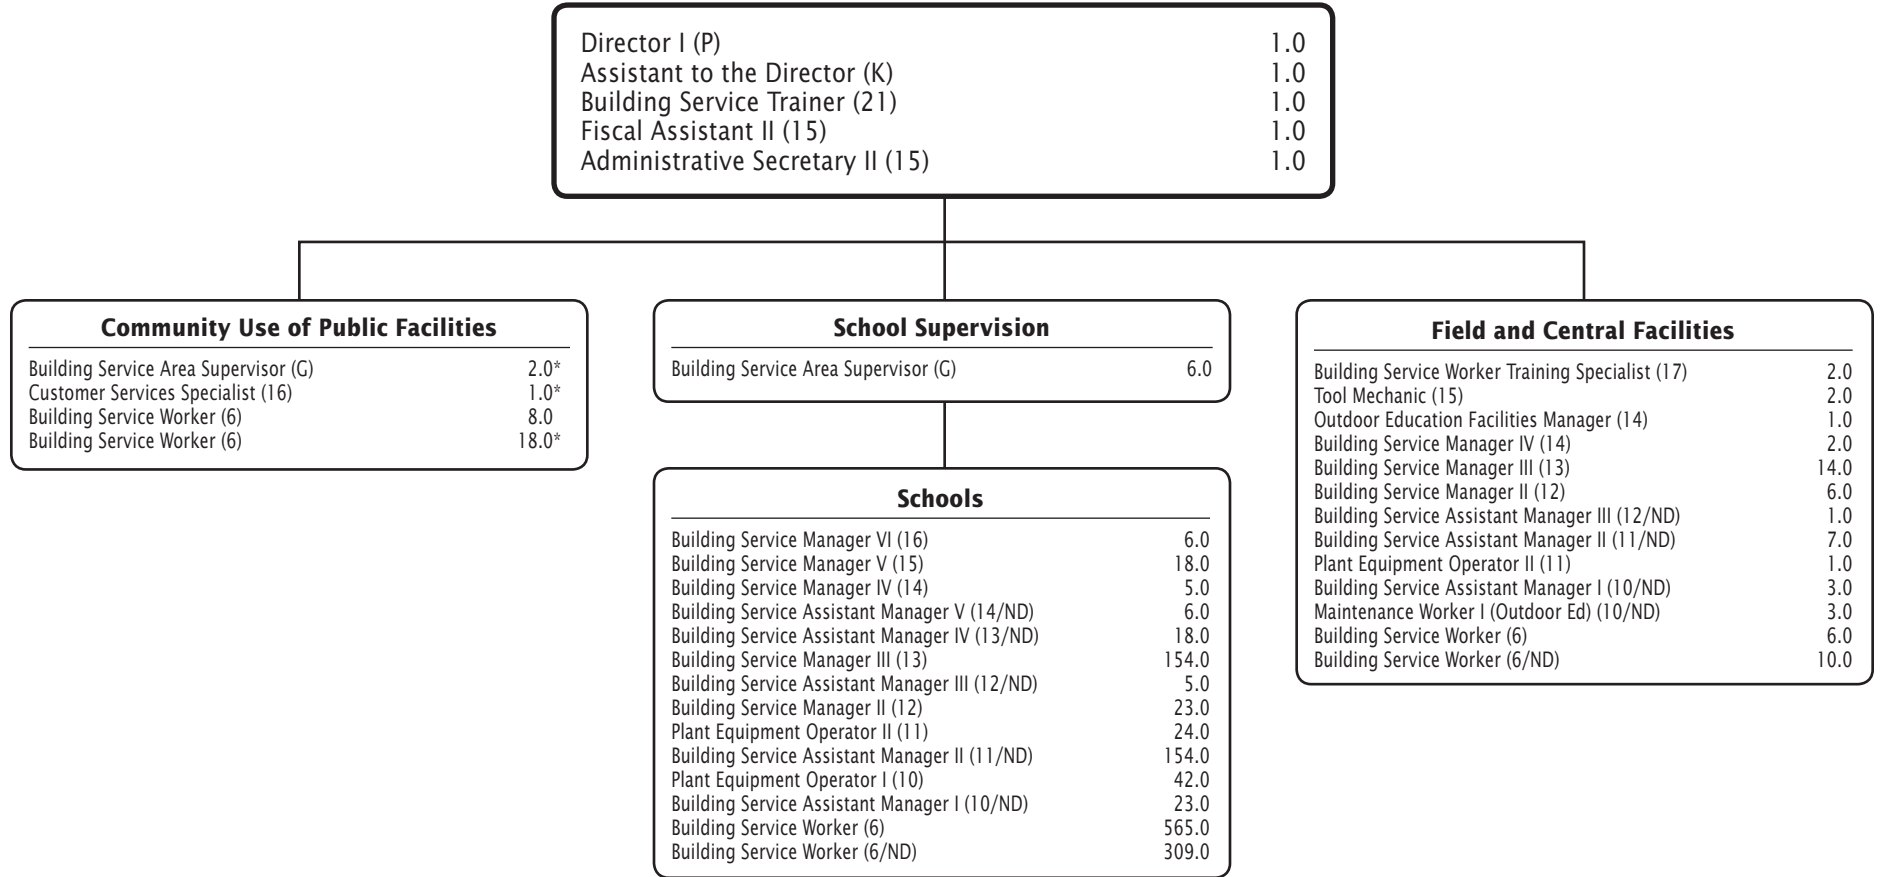 Director I (P) 1.0
Assistant to the Director (K) 1.0
Building Service Trainer (21) 1.0
Fiscal Assistant II (15) 1.0
Administrative Secretary II (15) 1.0
Community Use of Public Facilities
Building Service Area Supervisor (G) 2.0*
Customer Services Specialist (16) 1.0*
Building Service Worker (6) 8.0
Building Service Worker (6) 18.0*
School Supervision
Building Service Area Supervisor (G) 6.0
Schools
Building Service Manager VI (16) 6.0
Building Service Manager V (15) 18.0
Building Service Manager IV (14) 5.0
Building Service Assistant Manager V (14/ND) 6.0
Building Service Assistant Manager IV (13/ND) 18.0
Building Service Manager III (13) 154.0
Building Service Assistant Manager III (12/ND) 5.0
Building Service Manager II (12) 23.0
Plant Equipment Operator II (11) 24.0
Building Service Assistant Manager II (11/ND) 154.0
Plant Equipment Operator I (10) 42.0
Building Service Assistant Manager I (10/ND) 23.0
Building Service Worker (6) 565.0
Building Service Worker (6/ND) 309.0
Field and Central Facilities
Building Service Worker Training Specialist (17) 2.0
Tool Mechanic (15) 2.0
Outdoor Education Facilities Manager (14) 1.0
Building Service Manager IV (14) 2.0
Building Service Manager III (13) 14.0
Building Service Manager II (12) 6.0
Building Service Assistant Manager III (12/ND) 1.0
Building Service Assistant Manager II (11/ND) 7.0
Plant Equipment Operator II (11) 1.0
Building Service Assistant Manager I (10/ND) 3.0
Maintenance Worker I (Outdoor Ed) (10/ND) 3.0
Building Service Worker (6) 6.0
Building Service Worker (6/ND) 10.0